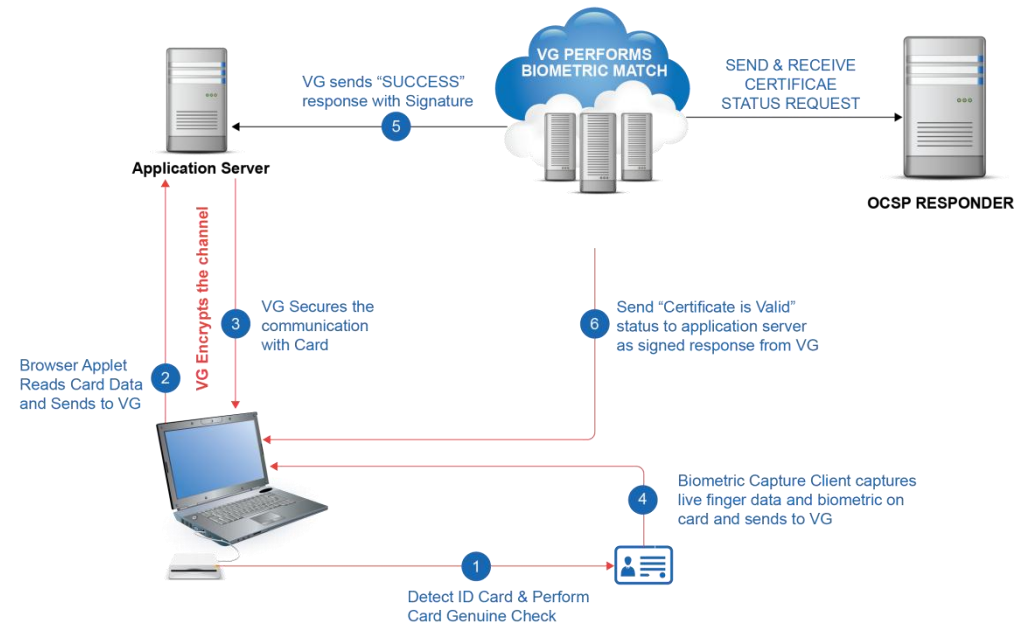 VG PERFORMS
BIOMETRIC MATCH
SEND & RECEIVE
CERTIFICAE
STATUS REQUEST
VG sends “SUCCESS”
response with Signature
5
Application Server
OCSP RESPONDER
VG Encrypts the channel
3
VG Secures the
communication
with Card
6
Send “Certificate is Valid”
status to application server
as signed response from VG
Browser Applet
Reads Card Data
and Sends to VG
2
4
Biometric Capture Client captures
live finger data and biometric on
card and sends to VG
1
Detect ID Card & Perform
Card Genuine Check